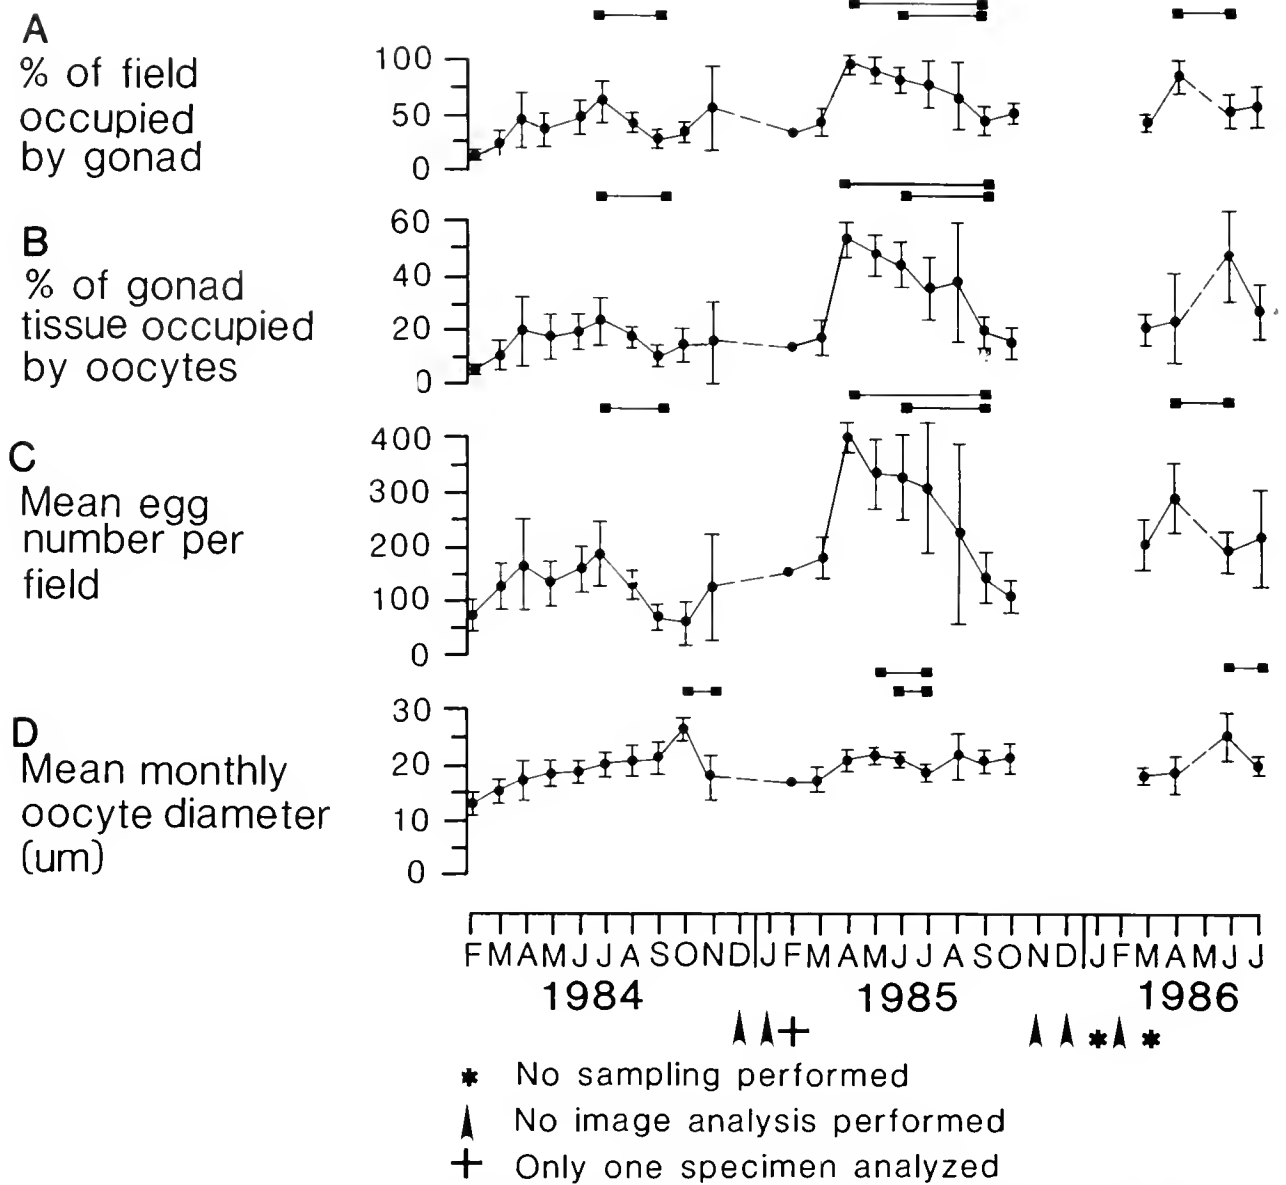 A
% of field
occupied
by gonad
100
50
0
B
% of gonad
tissue occupied
by oocytes
60
40
20
0
C
Mean egg
number per
field
400
300
200
100
0
D
Mean monthly
oocyte diameter
(um)
30
20
10
0
F M A M J J A S O N D J F M A M J J A S O N D J F M A M J J
1984 1985 1986
* No sampling performed
No image analysis performed
+ Only one specimen analyzed